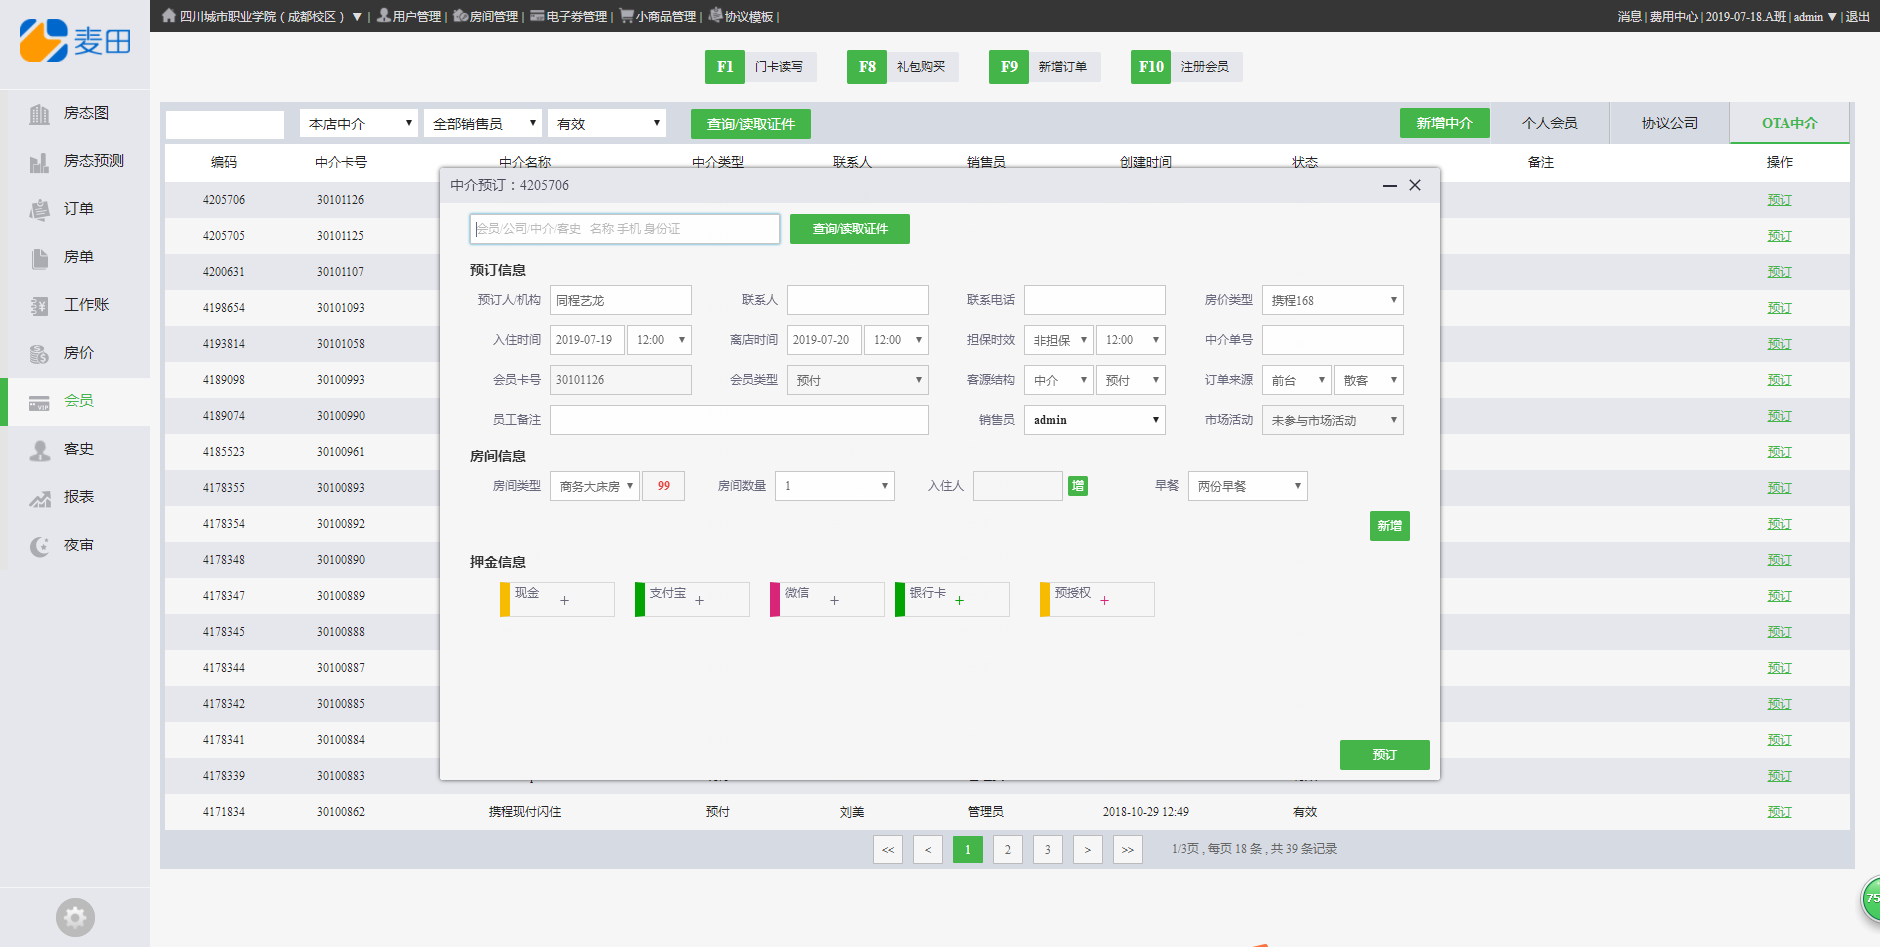 四川城市职业学院（成都校区） ▼ | 用户管理 | 房间管理 | 电子券管理 | 小商品管理 | 协议模板 |
消息 | 费用中心 | 2019-07-18.A班 | admin ▼ | 退出
麦田
F1 门卡读写 F8 礼包购买 F9 新增订单 F10 注册会员
房态图
房态预测
订单
房单
工作账
房价
会员
客史
报表
夜审
本店中介 全部销售员 有效 查询/读取证件 新增中介 个人会员 协议公司 OTA中介
编码 中介卡号 中介名称 中介类型 联系人 销售员 创建时间 状态 备注 操作
4205706 30101126 预订
4205705 30101125 预订
4200631 30101107 预订
4198654 30101093 预订
4193814 30101058 预订
4189098 30100993 预订
4189074 30100990 预订
4185523 30100961 预订
4178355 30100893 预订
4178354 30100892 预订
4178348 30100890 预订
4178347 30100889 预订
4178345 30100888 预订
4178344 30100887 预订
4178342 30100885 预订
4178341 30100884 预订
4178339 30100883 预订
4171834 30100862 携程现付闪住 预付 刘美 管理员 2018-10-29 12:49 有效 预订
<< < 1 2 3 > >> 1/3页 , 每页 18 条 , 共 39 条记录
中介预订：4205706
会员/公司/中介/客史 名称 手机 身份证 查询/读取证件
预订信息
预订人/机构 同程艺龙 联系人 联系电话 房价类型 携程168
入住时间 2019-07-19 12:00 离店时间 2019-07-20 12:00 担保时效 非担保 12:00 中介单号
会员卡号 30101126 会员类型 预付 客源结构 中介 预付 订单来源 前台 散客
员工备注 销售员 admin 市场活动 未参与市场活动
房间信息
房间类型 商务大床房 99 房间数量 1 入住人 增 早餐 两份早餐
新增
押金信息
现金 + 支付宝 + 微信 + 银行卡 + 预授权 +
预订
75